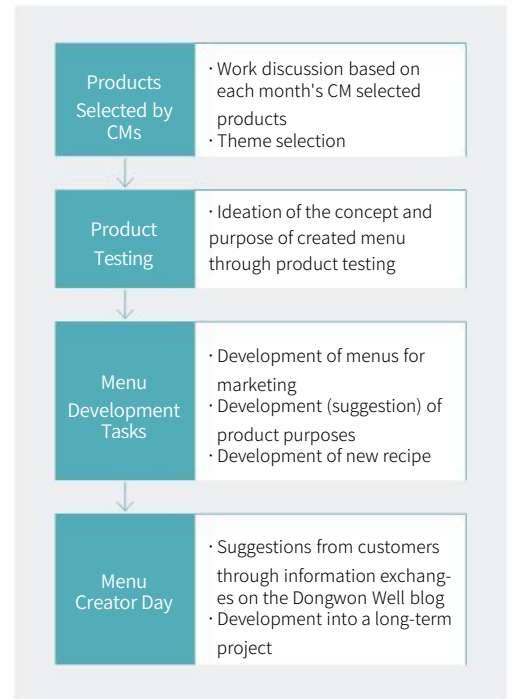 Products
Selected by
CMs
· Work discussion based on
each month's CM selected
products
· Theme selection
Product
Testing
· Ideation of the concept and
purpose of created menu
through product testing
Menu
Development
Tasks
· Development of menus for
marketing
· Development (suggestion) of
product purposes
· Development of new recipe
Menu
Creator Day
· Suggestions from customers
through information exchang-
es on the Dongwon Well blog
· Development into a long-term
project